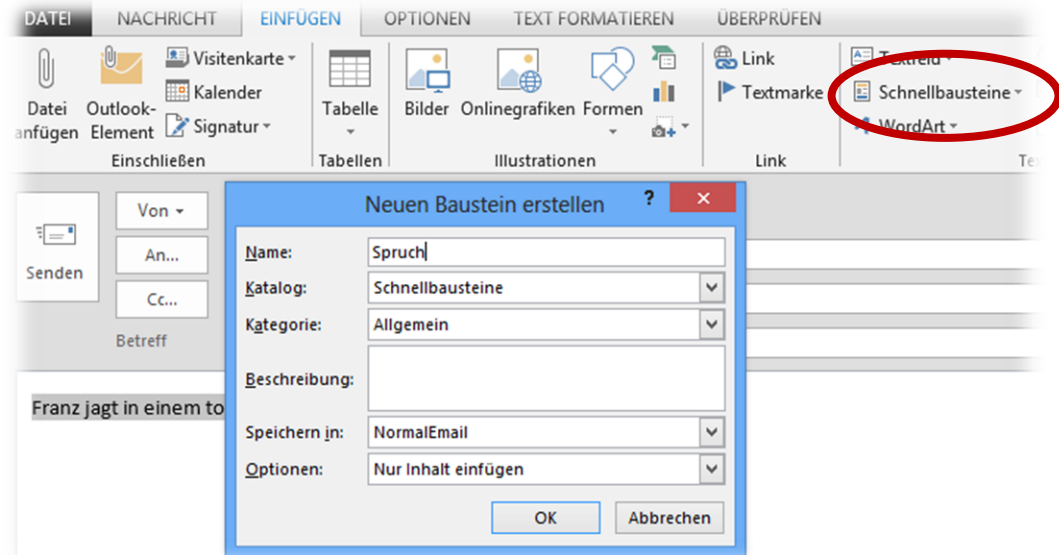 DATEI NACHRICHT EINFÜGEN OPTIONEN TEXT FORMATIEREN ÜBERPRÜFEN
Visitenkarte Link Textfeld
Datei Outlook- Kalender Tabelle Bilder Onlinegrafiken Formen Textmarke Schnellbausteine
anfügen Element Signatur WordArt
Einschließen Tabellen Illustrationen Link
Neuen Baustein erstellen ? ×
Von
Name: Spruch
An...
Senden
Katalog: Schnellbausteine
Cc...
Kategorie: Allgemein
Betreff
Beschreibung:
Franz jagt in einem
Speichern in: NormalEmail
Optionen: Nur Inhalt einfügen
OK Abbrechen